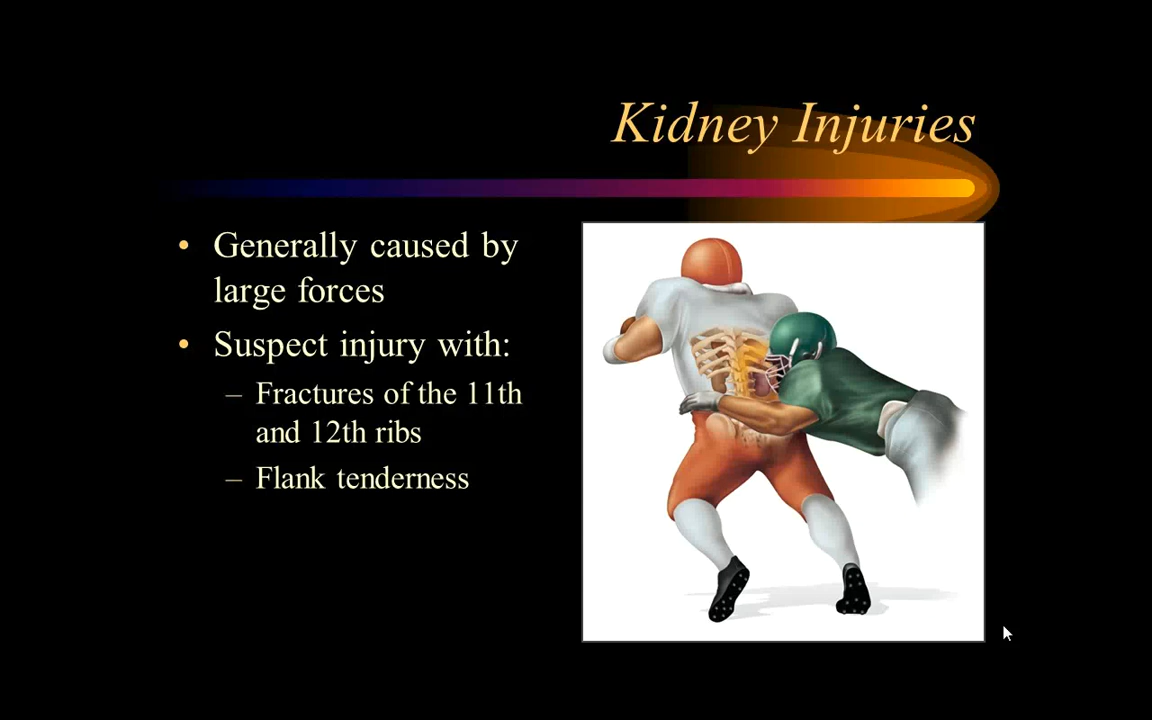 Kidney Injuries
• Generally caused by
large forces
• Suspect injury with:
– Fractures of the 11th
and 12th ribs
– Flank tenderness